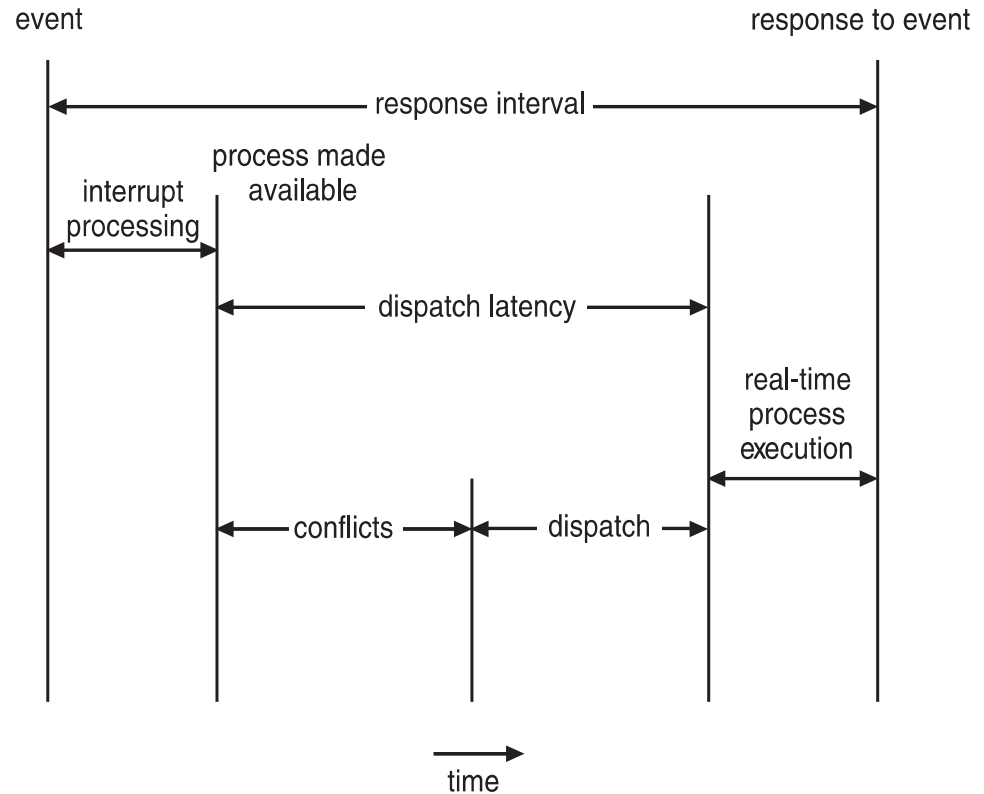 event
response to event
response interval
process made
available
interrupt
processing
dispatch latency
real-time
process
execution
conflicts
dispatch
time